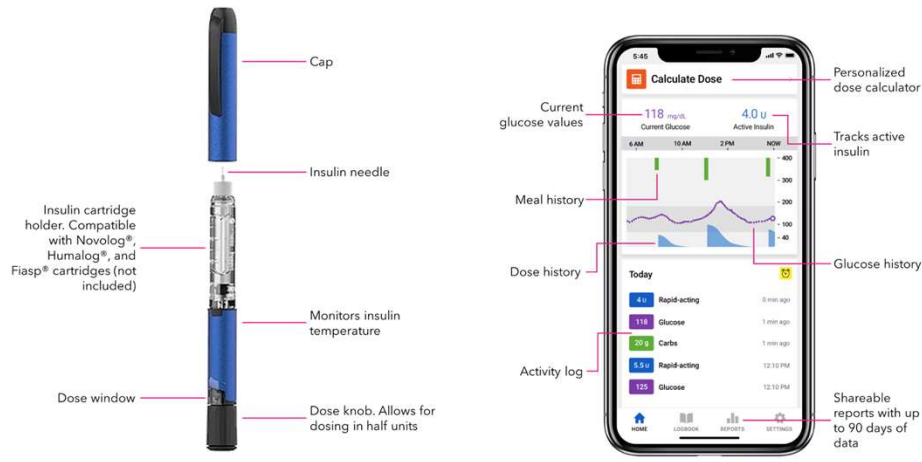 Cap
Insulin needle
Insulin cartridge
holder. Compatible
with Novolog®,
Humalog®, and
Fiasp® cartridges (not
included)
Monitors insulin
temperature
Dose window
Dose knob. Allows for
dosing in half units
5:45
Calculate Dose
Personalized
dose calculator
Current
glucose values
118 mg/dL
Current Glucose
4.0 U
Active Insulin
Tracks active
insulin
6 AM 10 AM 2 PM NOW
400
300
200
100
40
Meal history
Dose history
Glucose history
Today
4 U Rapid-acting 0 min ago
118 Glucose 1 min ago
20 g Carbs 1 min ago
5.5 U Rapid-acting 12:10 PM
125 Glucose 12:10 PM
Activity log
HOME LOGBOOK REPORTS SETTINGS
Shareable
reports with up
to 90 days of
data